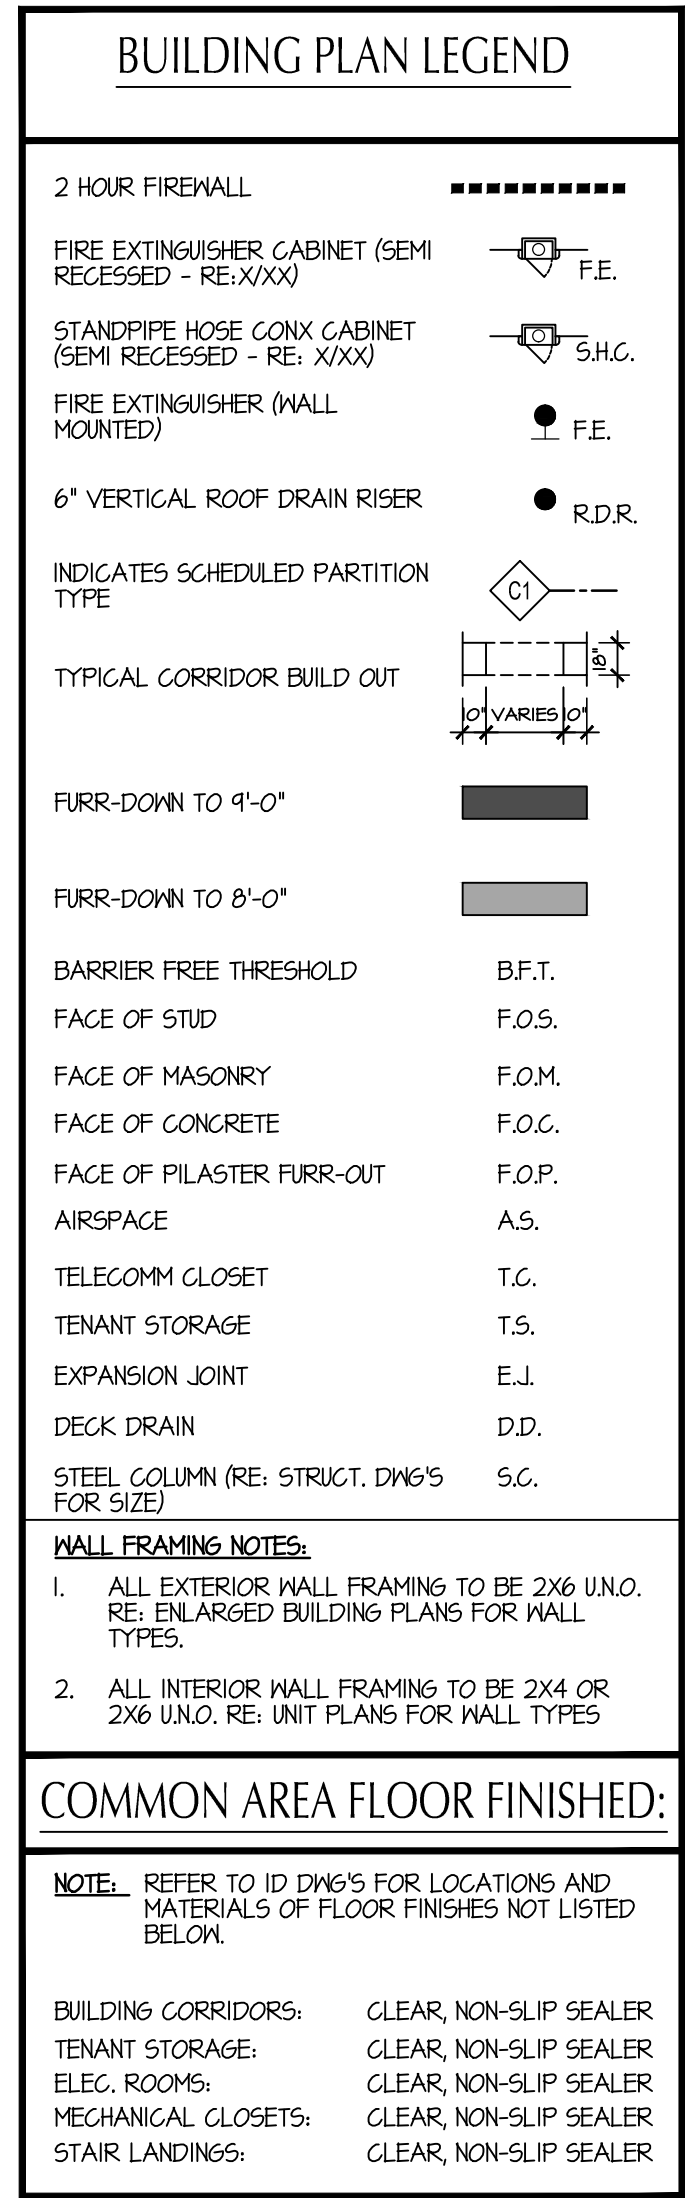 BUILDING PLAN LEGEND
2 HOUR FIREWALL
FIRE EXTINGUISHER CABINET (SEMI
RECESSED - RE:X/XX)
F.E.
STANDPIPE HOSE CONX CABINET
(SEMI RECESSED - RE: X/XX)
S.H.C.
FIRE EXTINGUISHER (WALL
MOUNTED)
F.E.
6" VERTICAL ROOF DRAIN RISER
R.D.R.
INDICATES SCHEDULED PARTITION
TYPE
C1
TYPICAL CORRIDOR BUILD OUT
18"
10" VARIES 10"
FURR-DOWN TO 9'-0"
FURR-DOWN TO 8'-0"
BARRIER FREE THRESHOLD B.F.T.
FACE OF STUD F.O.S.
FACE OF MASONRY F.O.M.
FACE OF CONCRETE F.O.C.
FACE OF PILASTER FURR-OUT F.O.P.
AIRSPACE A.S.
TELECOMM CLOSET T.C.
TENANT STORAGE T.S.
EXPANSION JOINT E.J.
DECK DRAIN D.D.
STEEL COLUMN (RE: STRUCT. DWG'S S.C.
FOR SIZE)
WALL FRAMING NOTES:
1. ALL EXTERIOR WALL FRAMING TO BE 2X6 U.N.O.
RE: ENLARGED BUILDING PLANS FOR WALL
TYPES.
2. ALL INTERIOR WALL FRAMING TO BE 2X4 OR
2X6 U.N.O. RE: UNIT PLANS FOR WALL TYPES
COMMON AREA FLOOR FINISHED:
NOTE: REFER TO ID DWG'S FOR LOCATIONS AND
MATERIALS OF FLOOR FINISHES NOT LISTED
BELOW.
BUILDING CORRIDORS: CLEAR, NON-SLIP SEALER
TENANT STORAGE: CLEAR, NON-SLIP SEALER
ELEC. ROOMS: CLEAR, NON-SLIP SEALER
MECHANICAL CLOSETS: CLEAR, NON-SLIP SEALER
STAIR LANDINGS: CLEAR, NON-SLIP SEALER